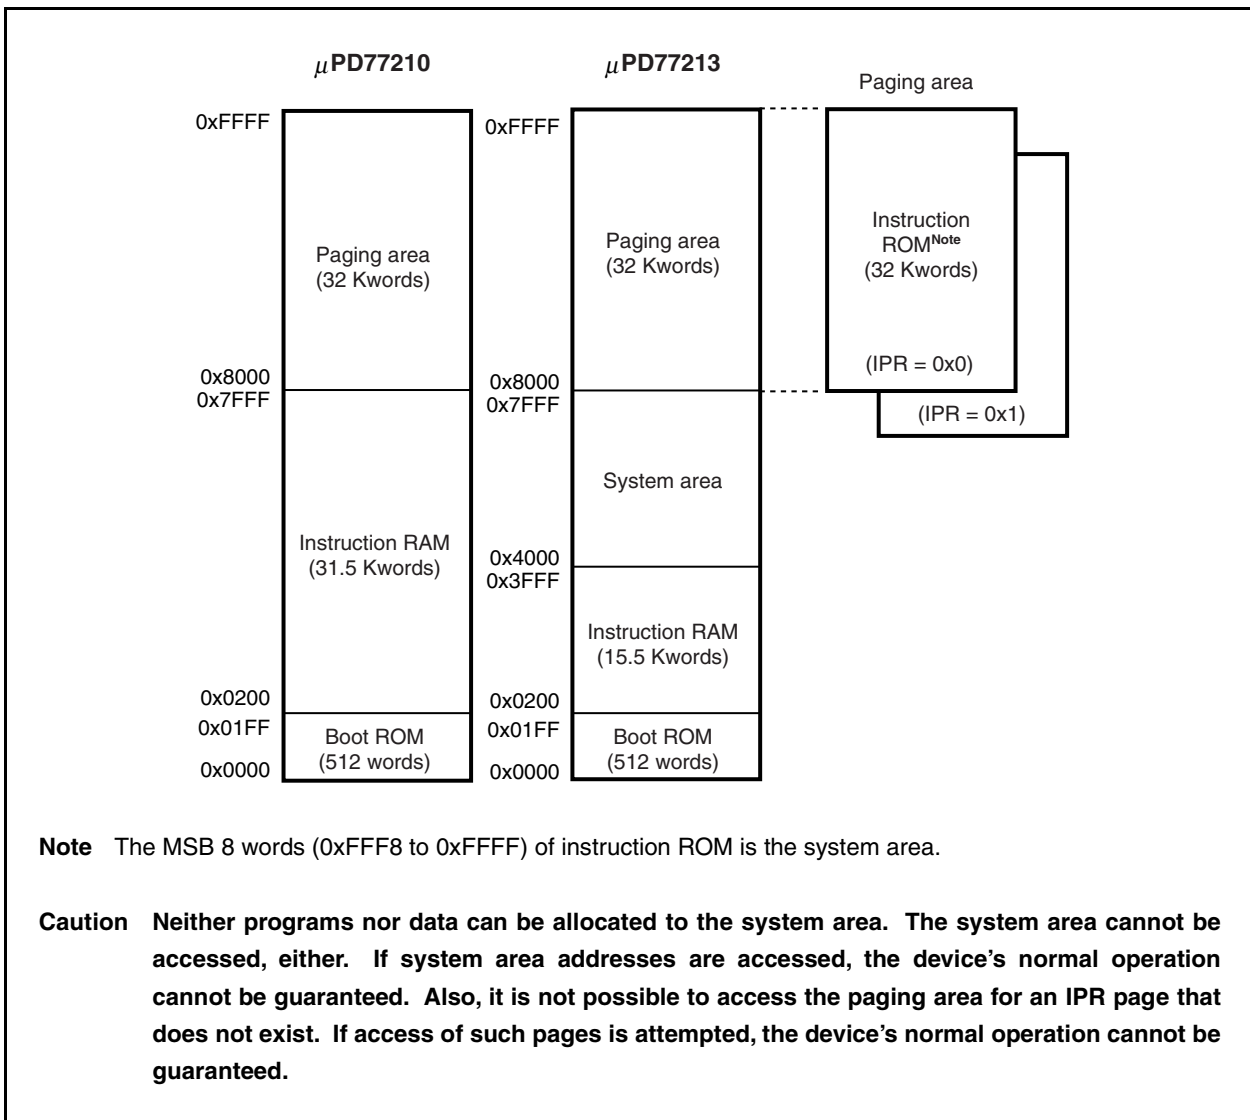 μPD77210
μPD77213
Paging area
0xFFFF
0xFFFF
Paging area
(32 Kwords)
Paging area
(32 Kwords)
Instruction
ROMNote
(32 Kwords)
(IPR = 0x0)
(IPR = 0x1)
0x8000
0x7FFF
0x8000
0x7FFF
System area
Instruction RAM
(31.5 Kwords)
0x4000
0x3FFF
Instruction RAM
(15.5 Kwords)
0x0200
0x01FF
0x0200
0x01FF
Boot ROM
(512 words)
Boot ROM
(512 words)
0x0000
0x0000
Note The MSB 8 words (0xFFF8 to 0xFFFF) of instruction ROM is the system area.
Caution Neither programs nor data can be allocated to the system area. The system area cannot be
accessed, either. If system area addresses are accessed, the device's normal operation
cannot be guaranteed. Also, it is not possible to access the paging area for an IPR page that
does not exist. If access of such pages is attempted, the device's normal operation cannot be
guaranteed.